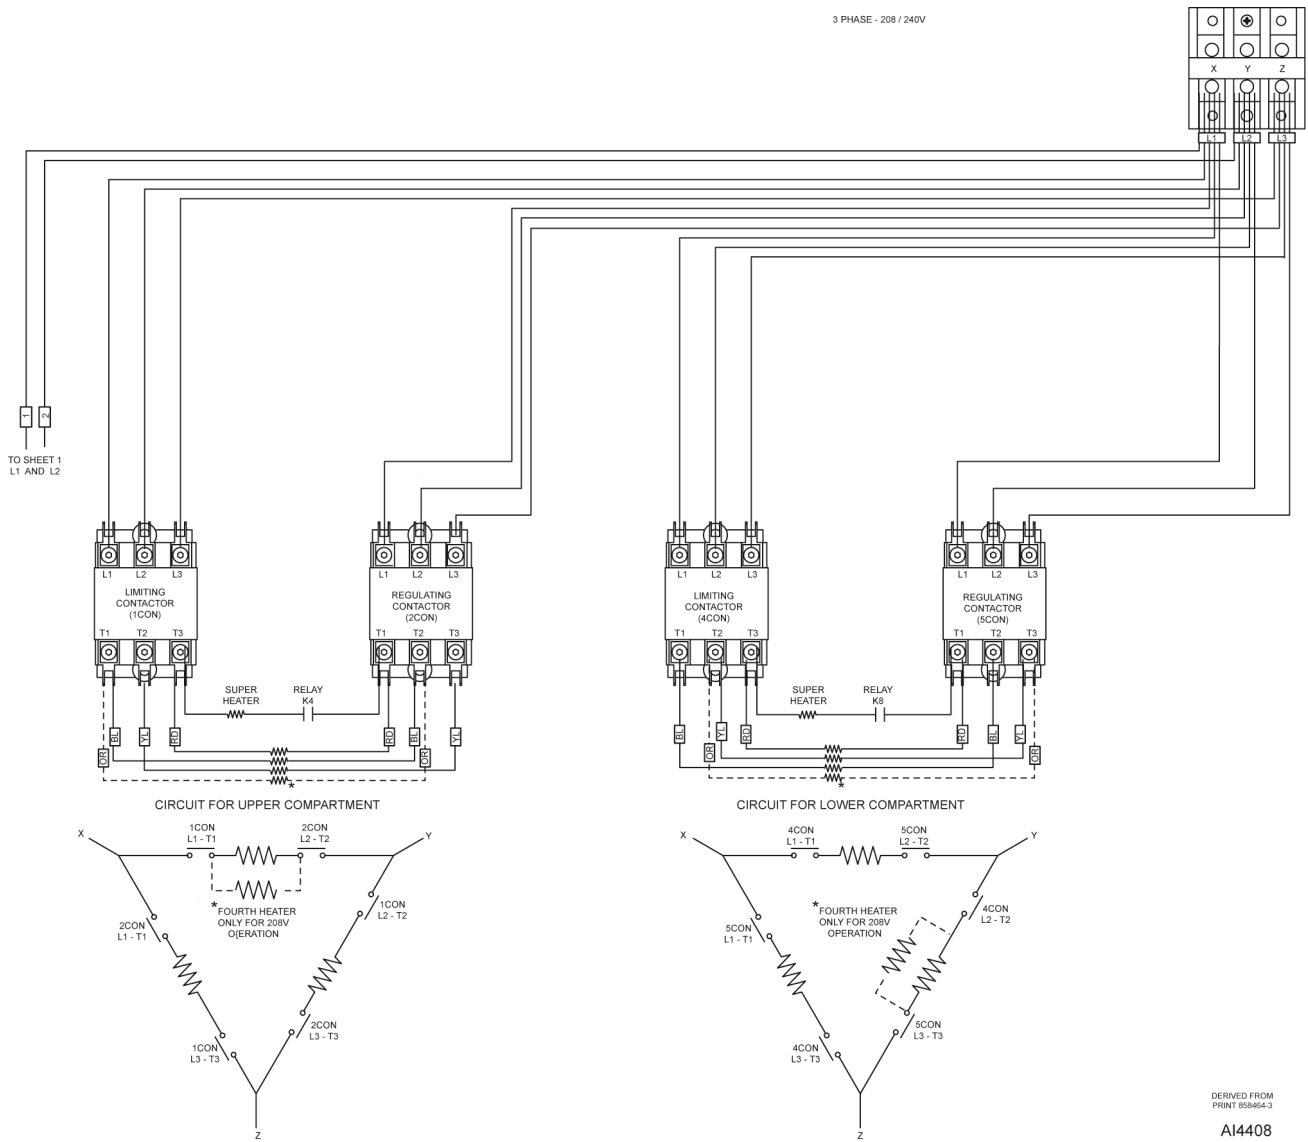 3 PHASE - 208 / 240V
X Y Z
L1 L2 L3
1 2
TO SHEET 1
L1 AND L2
L1 L2 L3
LIMITING
CONTACTOR
(1CON)
T1 T2 T3
L1 L2 L3
REGULATING
CONTACTOR
(2CON)
T1 T2 T3
L1 L2 L3
LIMITING
CONTACTOR
(4CON)
T1 T2 T3
L1 L2 L3
REGULATING
CONTACTOR
(5CON)
T1 T2 T3
SUPER
HEATER
RELAY
K4
OR BL YL RD
RD BL OR YL
*
SUPER
HEATER
RELAY
K8
BL OR YL RD
RD BL YL OR
*
CIRCUIT FOR UPPER COMPARTMENT
X
1CON
L1 - T1
2CON
L2 - T2
Y
*FOURTH HEATER
ONLY FOR 208V
O[ERATION
2CON
L1 - T1
1CON
L2 - T2
1CON
L3 - T3
2CON
L3 - T3
Z
CIRCUIT FOR LOWER COMPARTMENT
X
4CON
L1 - T1
5CON
L2 - T2
Y
*FOURTH HEATER
ONLY FOR 208V
OPERATION
5CON
L1 - T1
4CON
L2 - T2
4CON
L3 - T3
5CON
L3 - T3
Z
DERIVED FROM
PRINT 858464-3
AI4408